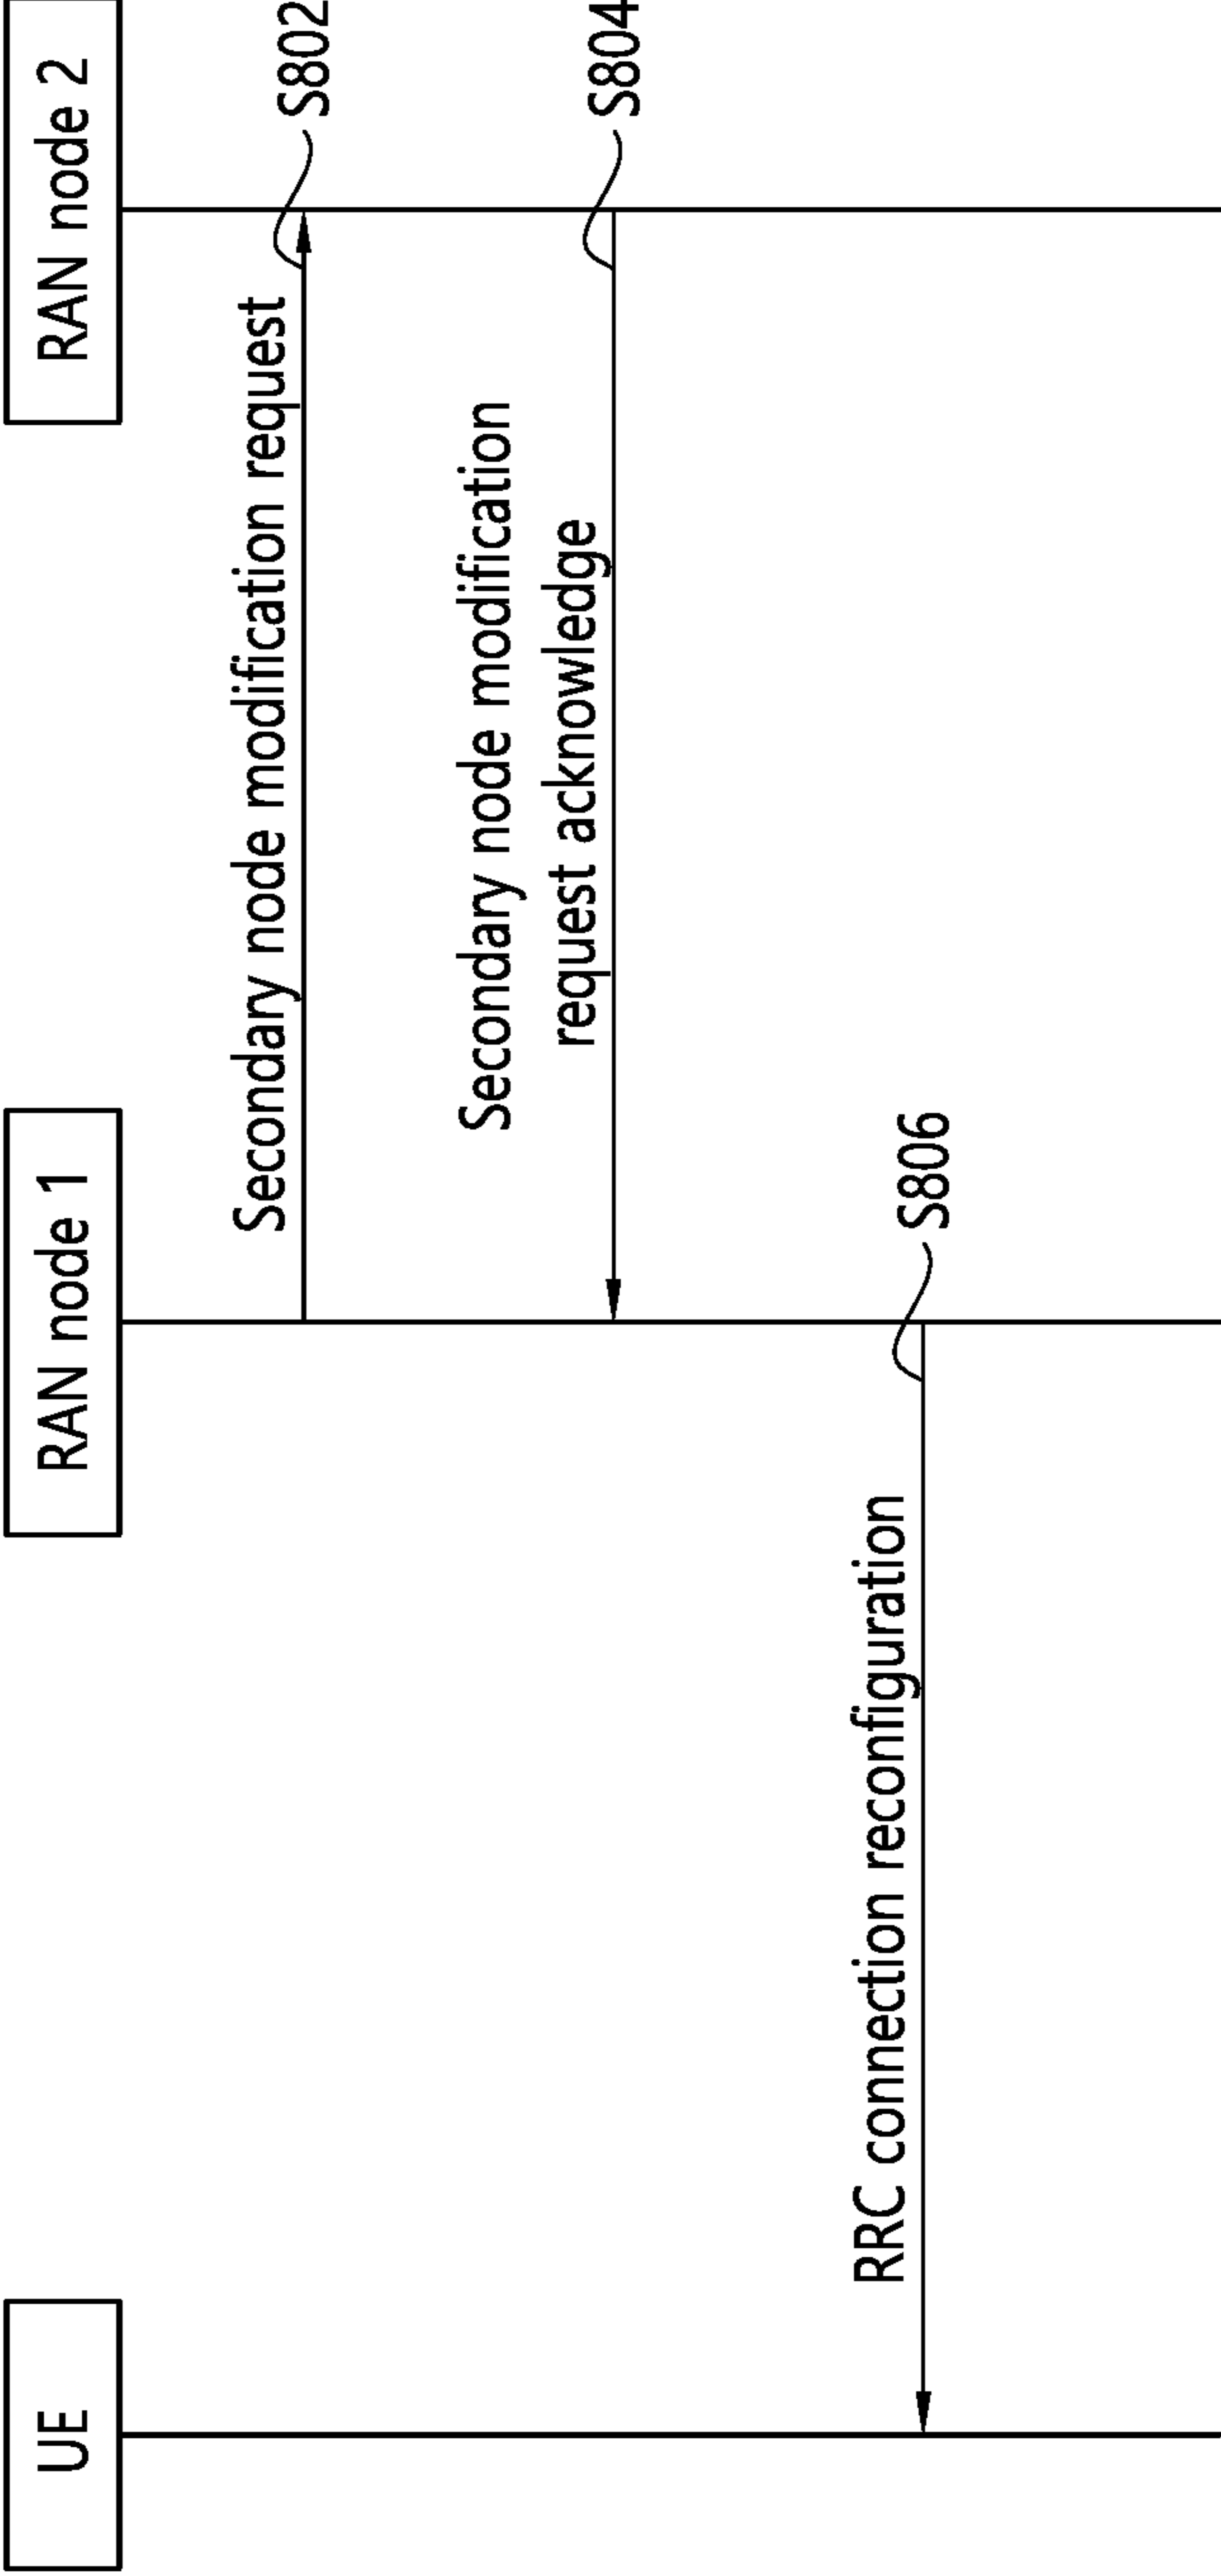 UE
RAN node 1
RAN node 2
Secondary node modification request
S802
Secondary node modification
request acknowledge
S804
RRC connection reconfiguration
S806